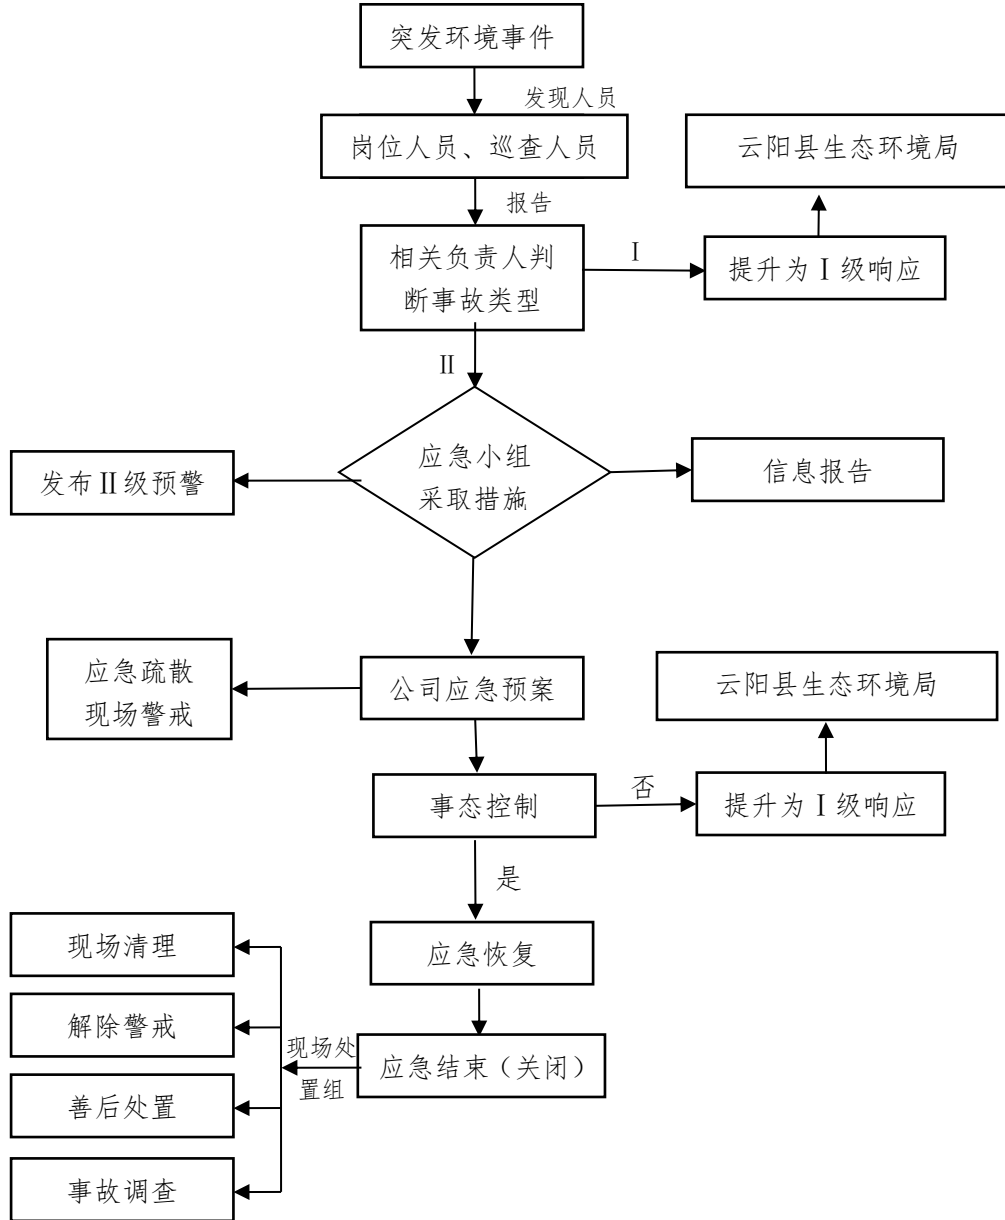 突发环境事件
发现人员
岗位人员、巡查人员
云阳县生态环境局
报告
相关负责人判
断事故类型
Ⅰ
提升为Ⅰ级响应
Ⅱ
应急小组
采取措施
发布Ⅱ级预警
信息报告
应急疏散
现场警戒
公司应急预案
云阳县生态环境局
事态控制
否
提升为Ⅰ级响应
是
现场清理
应急恢复
解除警戒
现场处
置组
应急结束（关闭）
善后处置
事故调查